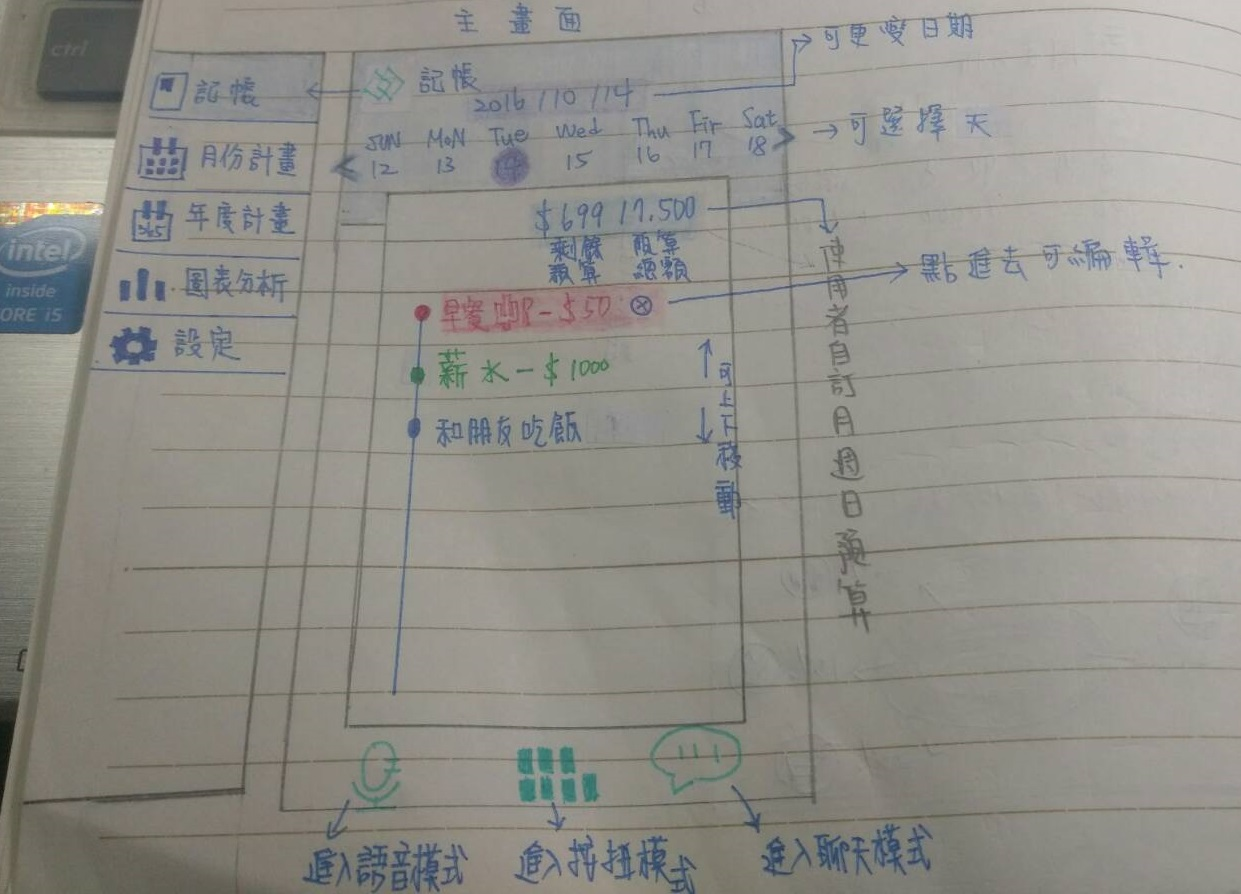 ctrl
intel
inside
ORE i5
主畫面
記帳
月份計畫
365
年度計畫
圖表分析
設定
記帳
2016/10/14
可更變日期
SUN MON Tue Wed Thu Fir Sat
12 13 14 15 16 17 18
可選擇 天
$699 17.500
剩餘 預算
預算 總額
使用者自訂月週日預算
早餐 - $50
點進去可編輯.
薪水 - $1000
和朋友吃飯
可上下移動
進入語音模式
進入按扭模式
進入聊天模式